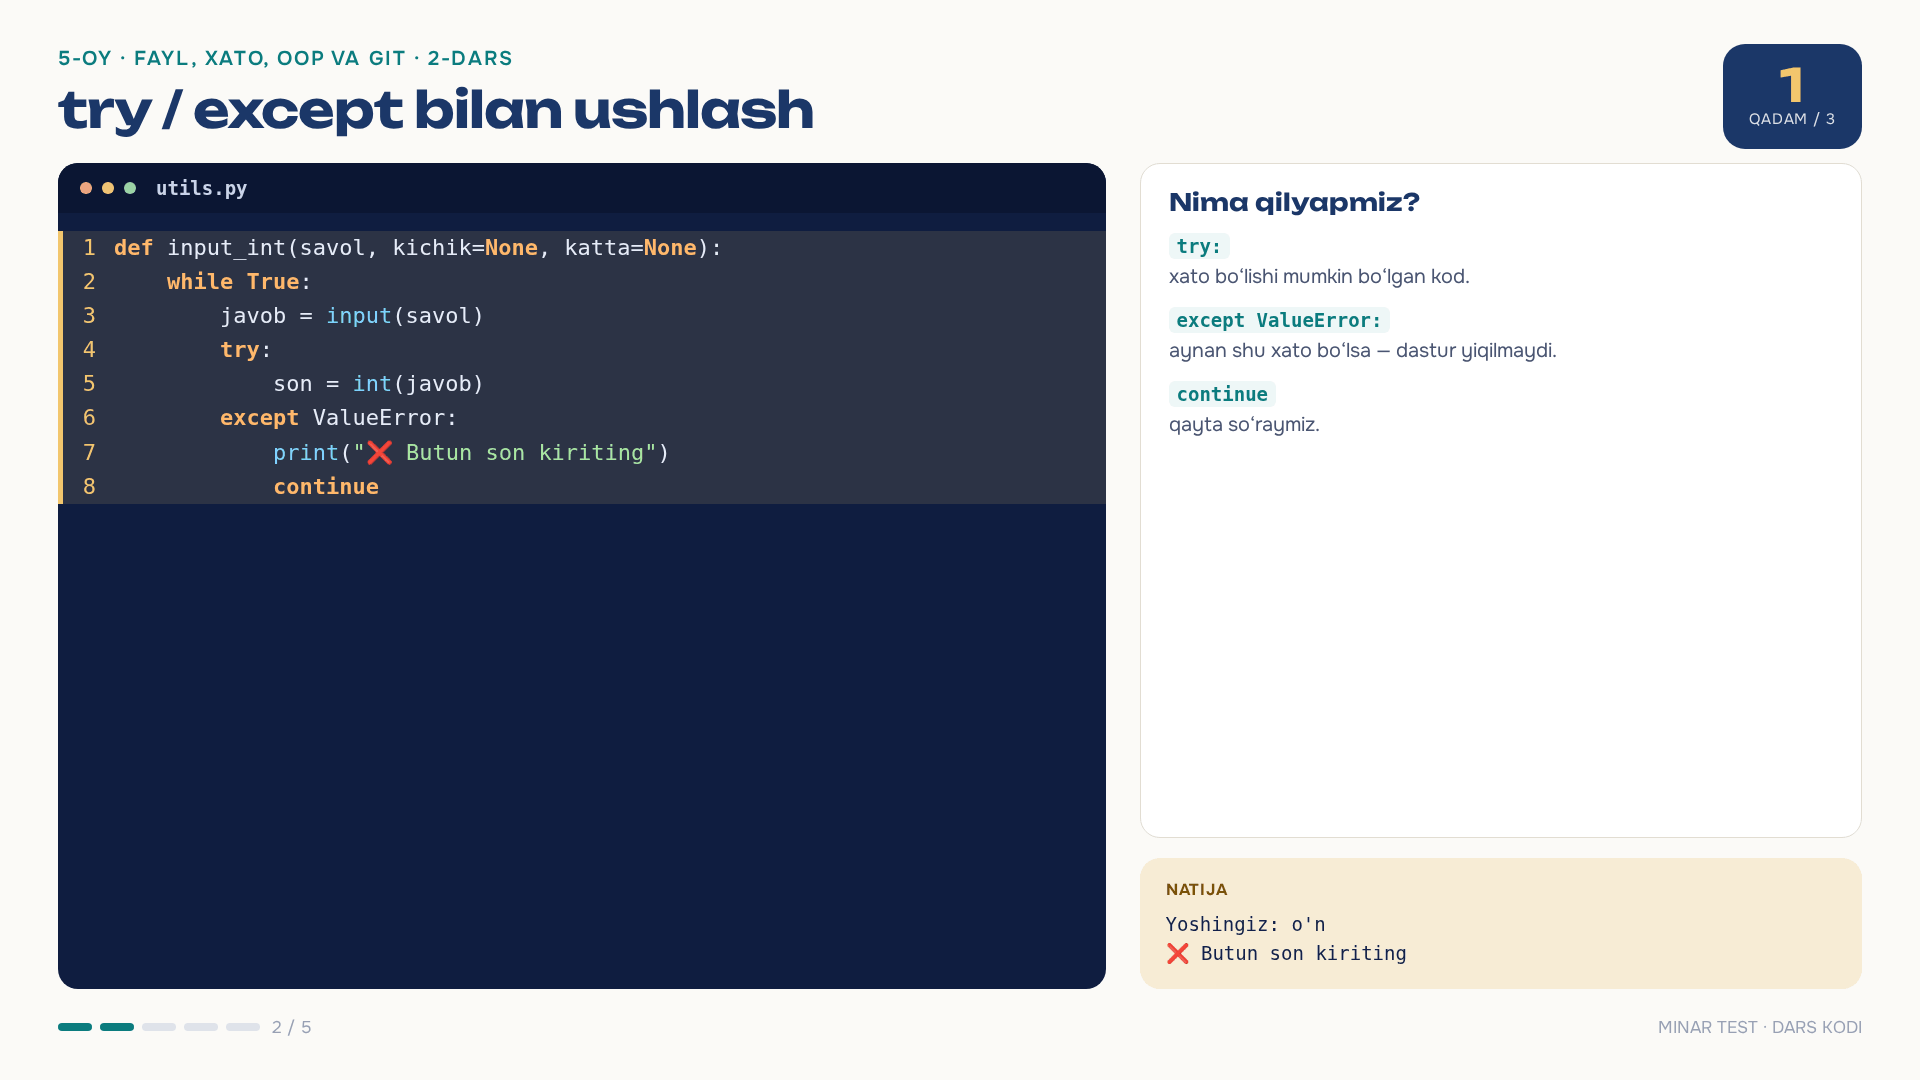 5-OY · FAYL, XATO, OOP VA GIT · 2-DARS
try / except bilan ushlash
1
QADAM / 3
utils.py
1 def input_int(savol, kichik=None, katta=None):
2     while True:
3         javob = input(savol)
4         try:
5             son = int(javob)
6         except ValueError:
7             print("❌ Butun son kiriting")
8             continue
Nima qilyapmiz?
try:
xato bo‘lishi mumkin bo‘lgan kod.
except ValueError:
aynan shu xato bo‘lsa — dastur yiqilmaydi.
continue
qayta so‘raymiz.
NATIJA
Yoshingiz: o'n
❌ Butun son kiriting
2 / 5
MINAR TEST · DARS KODI